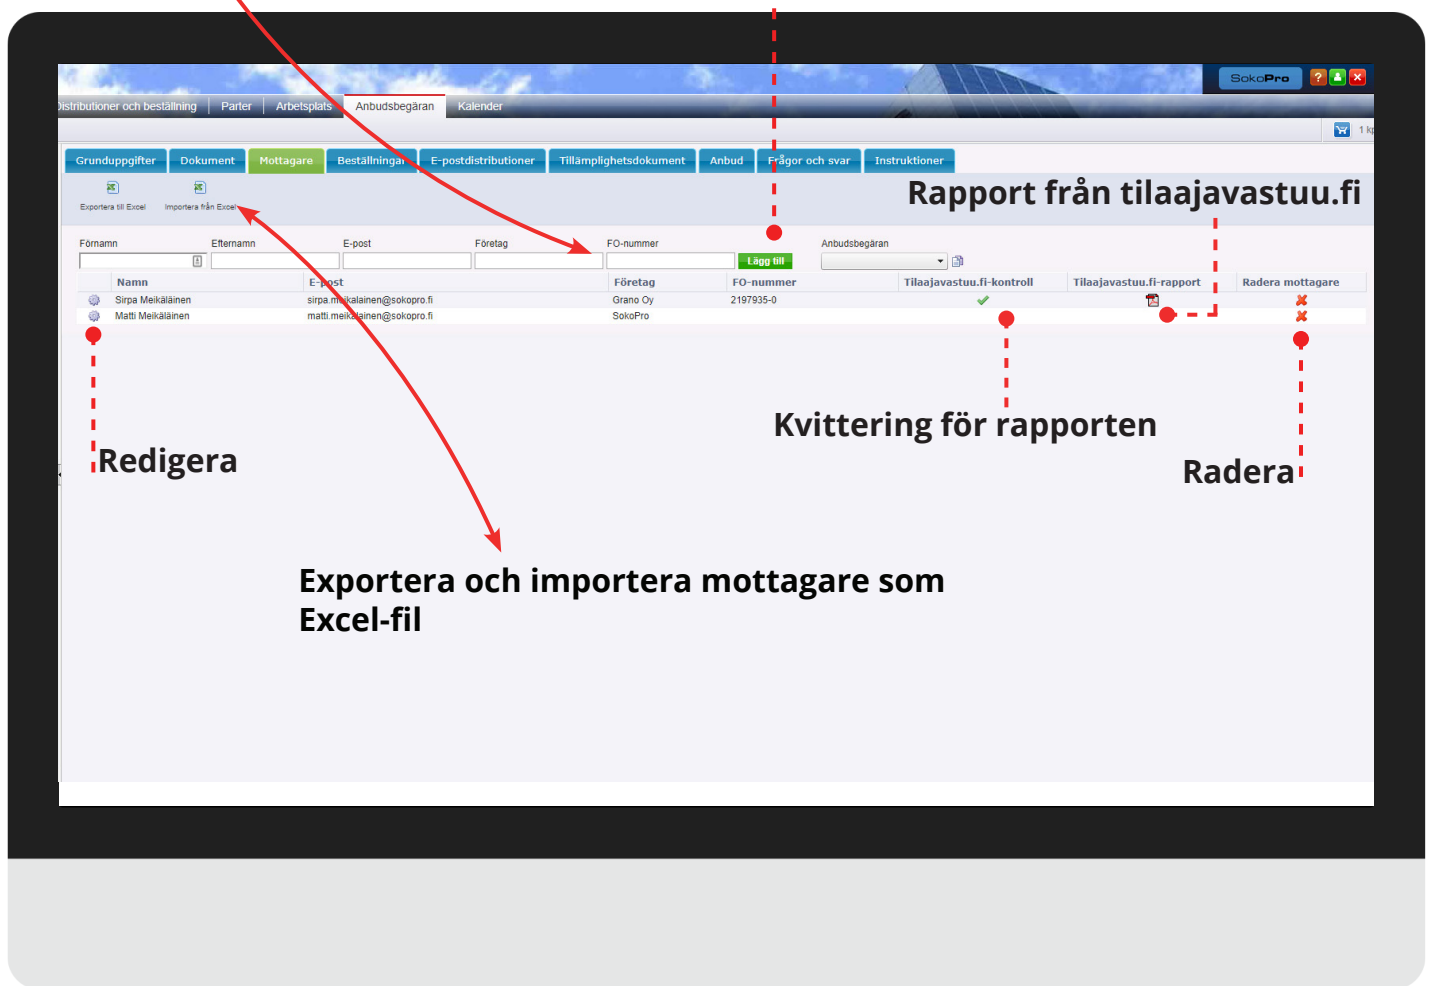 SokoPro
?
Distributioner och beställning Parter Arbetsplats Anbudsbegäran Kalender
1 kp
Grunduppgifter Dokument Mottagare Beställningar E-postdistributioner Tillämplighetsdokument Anbud Frågor och svar Instruktioner
Rapport från tilaajavastuu.fi
Exportera till Excel Importera från Excel
Förnamn Efternamn E-post Företag FO-nummer Anbudsbegäran
Lägg till
Namn E-post Företag FO-nummer Tilaajavastuu.fi-kontroll Tilaajavastuu.fi-rapport Radera mottagare
Sirpa Meikäläinen sirpa.meikalainen@sokopro.fi Grano Oy 2197935-0
Matti Meikäläinen matti.meikalainen@sokopro.fi SokoPro
Kvittering för rapporten
Redigera
Radera
Exportera och importera mottagare som
Excel-fil